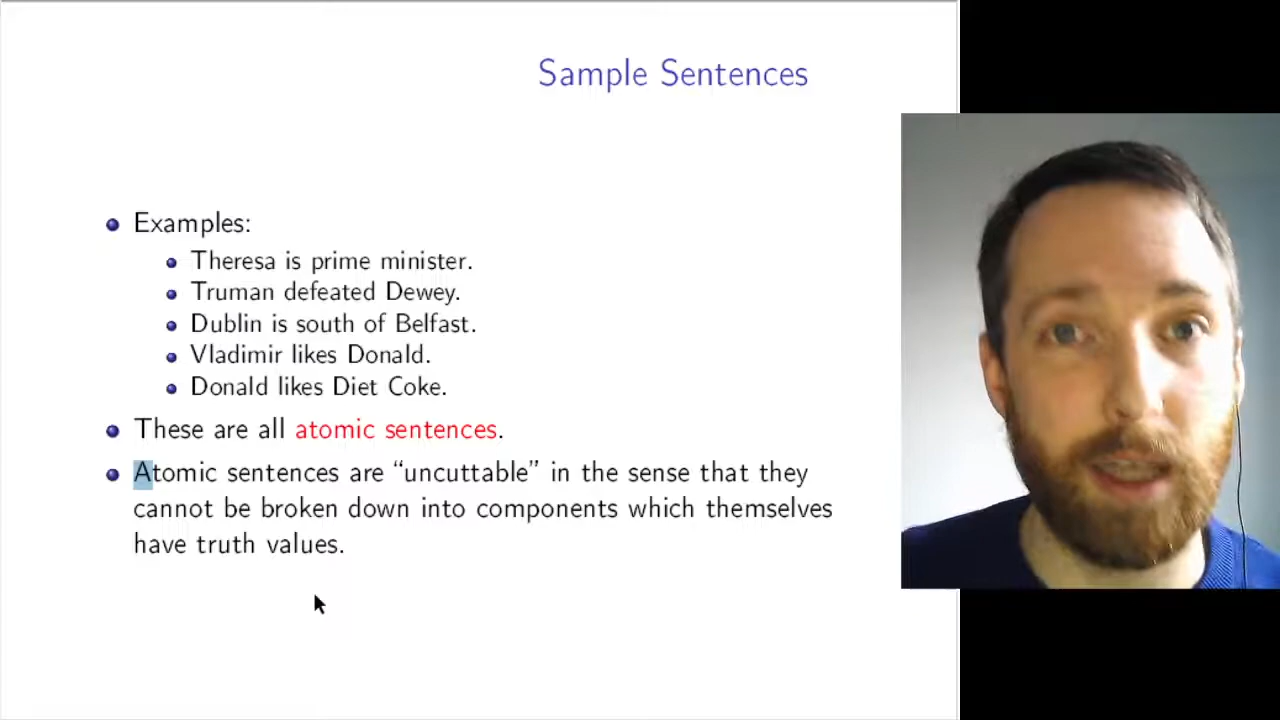 Sample Sentences
Examples:
Theresa is prime minister.
Truman defeated Dewey.
Dublin is south of Belfast.
Vladimir likes Donald.
Donald likes Diet Coke.
These are all atomic sentences.
Atomic sentences are “uncuttable” in the sense that they
cannot be broken down into components which themselves
have truth values.